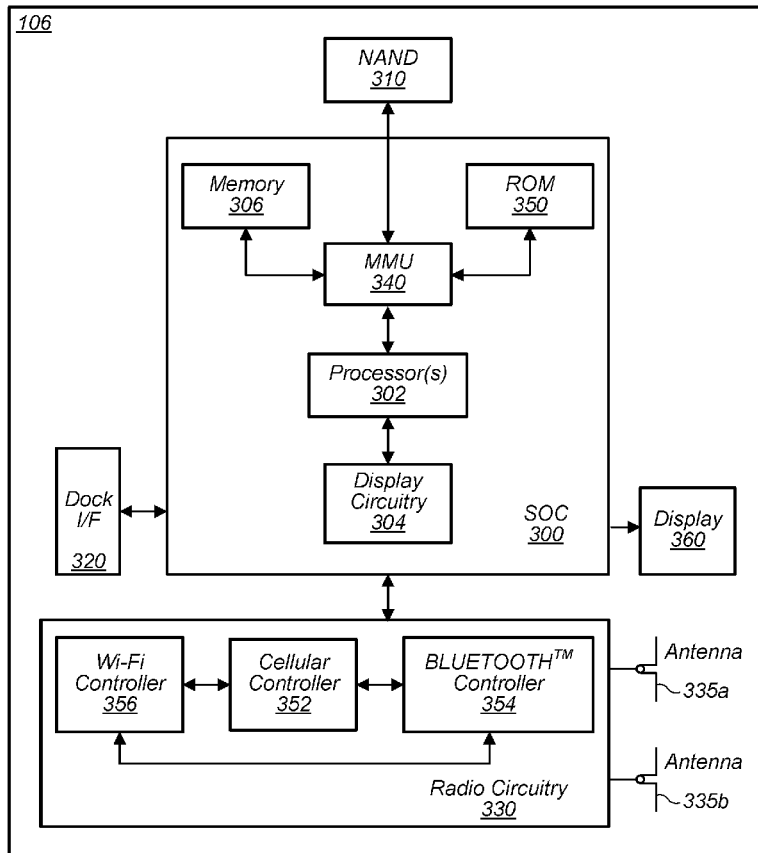 106
NAND
310
Memory
306
ROM
350
MMU
340
Processor(s)
302
Display
Circuitry
304
SOC
300
Dock
I/F
320
Display
360
Wi-Fi
Controller
356
Cellular
Controller
352
BLUETOOTH™
Controller
354
Radio Circuitry
330
Antenna
335a
Antenna
335b